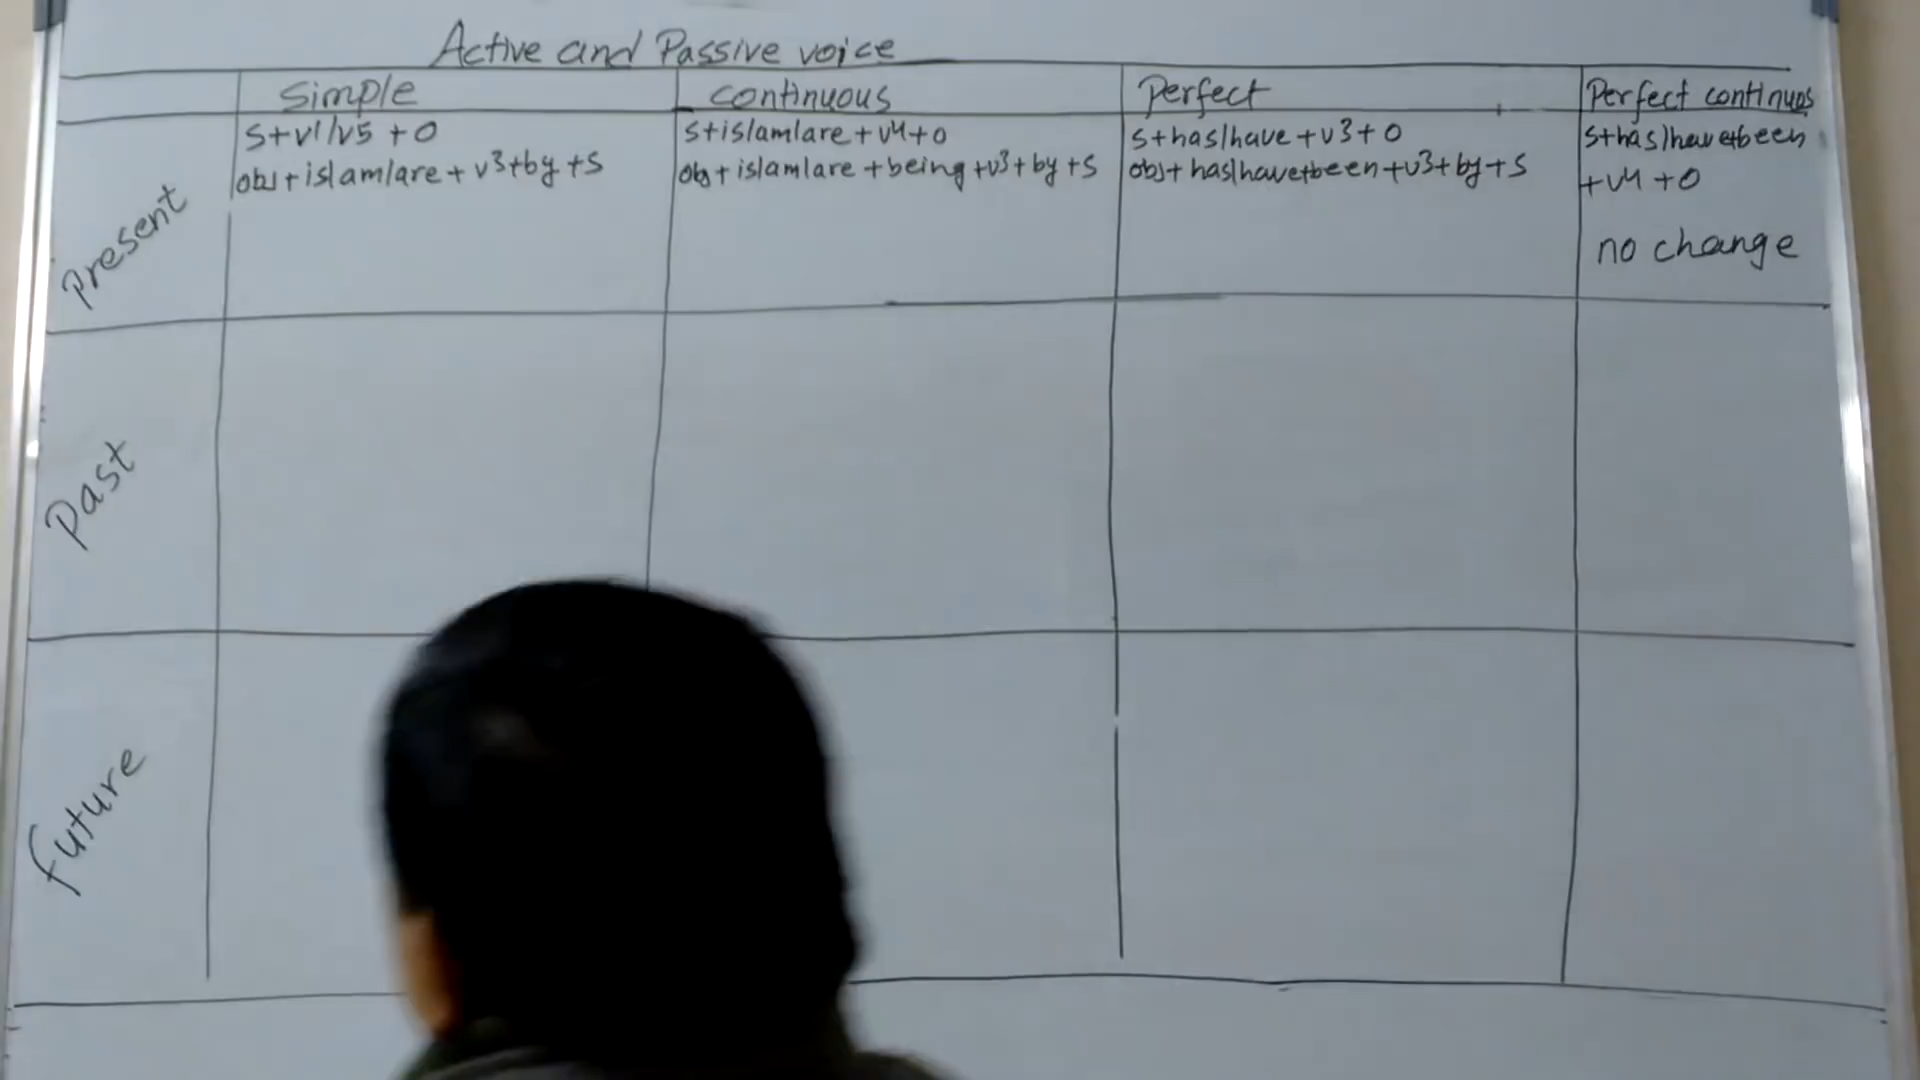 Active and Passive voice
Simple
continuous
Perfect
Perfect continuos
Present
S+v1/v5 +O
obj+is/am/are+v3+by+S
S+is/am/are+v4+o
obj+is/am/are+being+v3+by+S
S+has/have+v3+O
obj+has/have+been+v3+by+S
S+has/have+been
+v4+O
no change
Past
Future